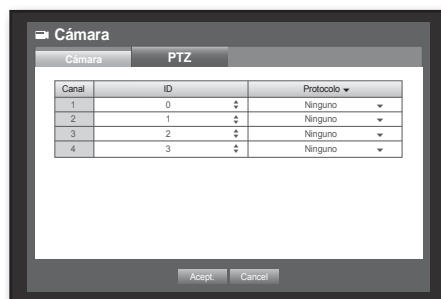 Cámara
Cámara PTZ
Canal ID Protocolo
1 0 Ninguno
2 1 Ninguno
3 2 Ninguno
4 3 Ninguno
Acept. Cancel